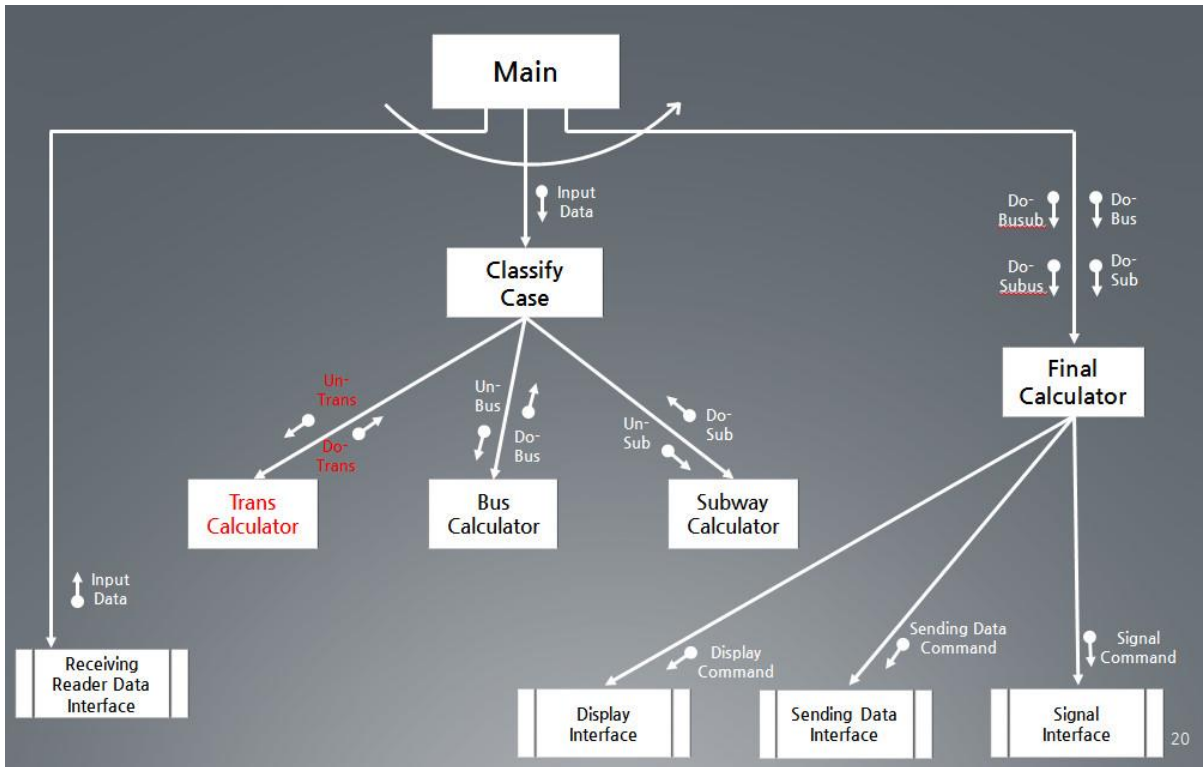 Main
Input
Data
Do-
Busub
Do-
Bus
Do-
Subus
Do-
Sub
Classify
Case
Final
Calculator
Un-
Trans
Do-
Trans
Un-
Bus
Do-
Bus
Un-
Sub
Do-
Sub
Trans
Calculator
Bus
Calculator
Subway
Calculator
Input
Data
Receiving
Reader Data
Interface
Display
Command
Sending Data
Command
Signal
Command
Display
Interface
Sending Data
Interface
Signal
Interface
20